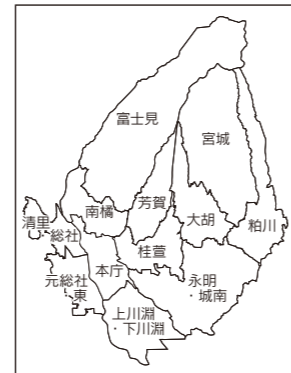 富士見
宮城
芳賀
南橘
大胡
粕川
清里
総社
桂萱
元総社
・東
本庁
永明
・城南
上川淵
・下川淵